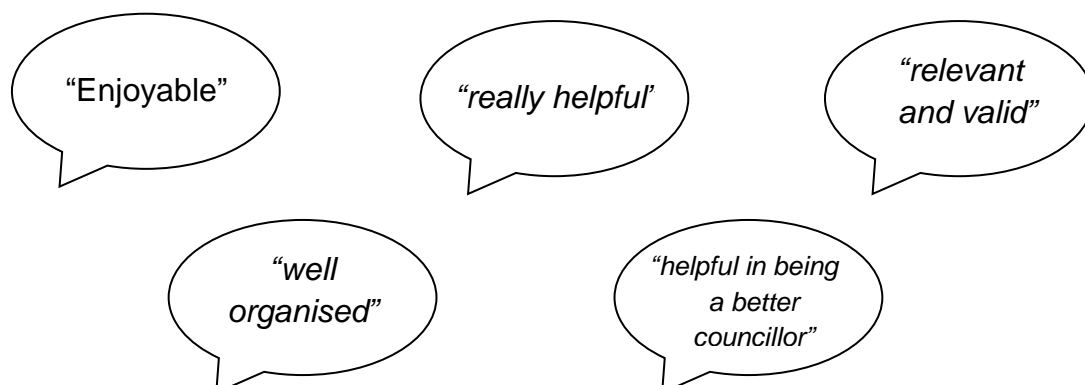 “Enjoyable”
“really helpful’
“relevant
and valid”
“well
organised”
“helpful in being
a better
councillor”